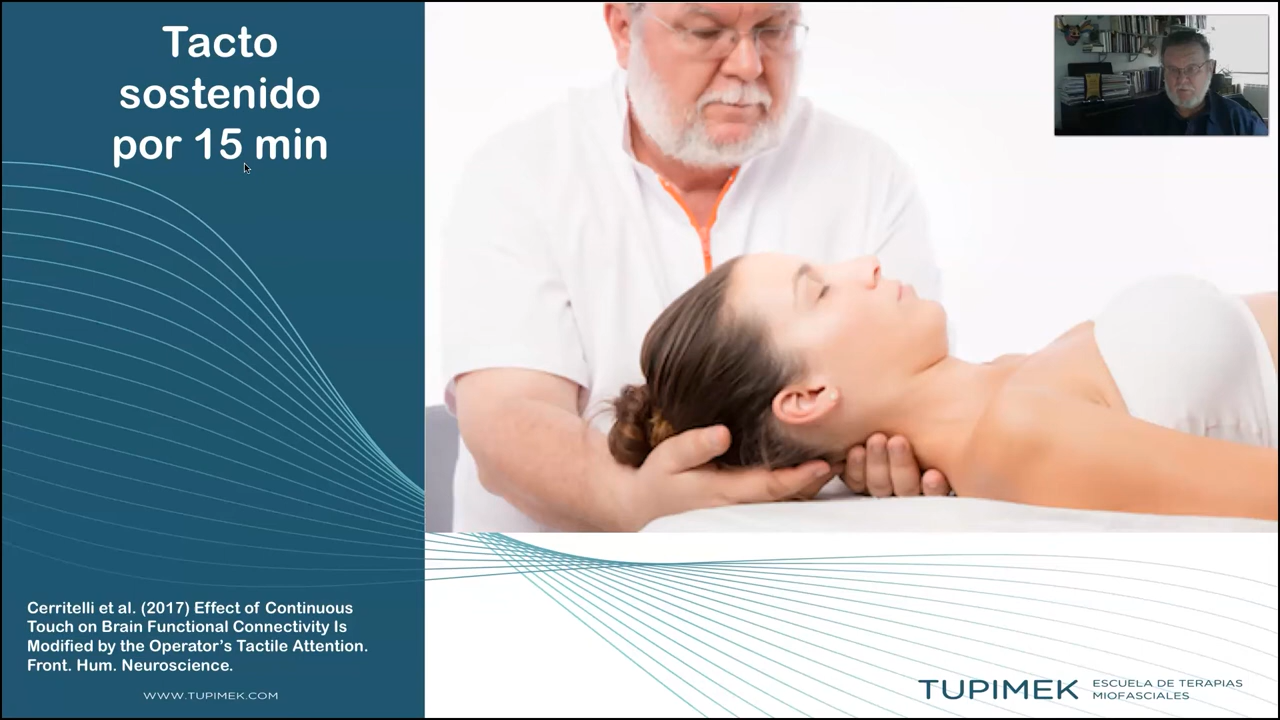 Tacto
sostenido
por 15 min
Cerritelli et al. (2017) Effect of Continuous
Touch on Brain Functional Connectivity Is
Modified by the Operator's Tactile Attention.
Front. Hum. Neuroscience.
WWW.TUPIMEK.COM
TUPIMEK
ESCUELA DE TERAPIAS
MIOFASCIALES